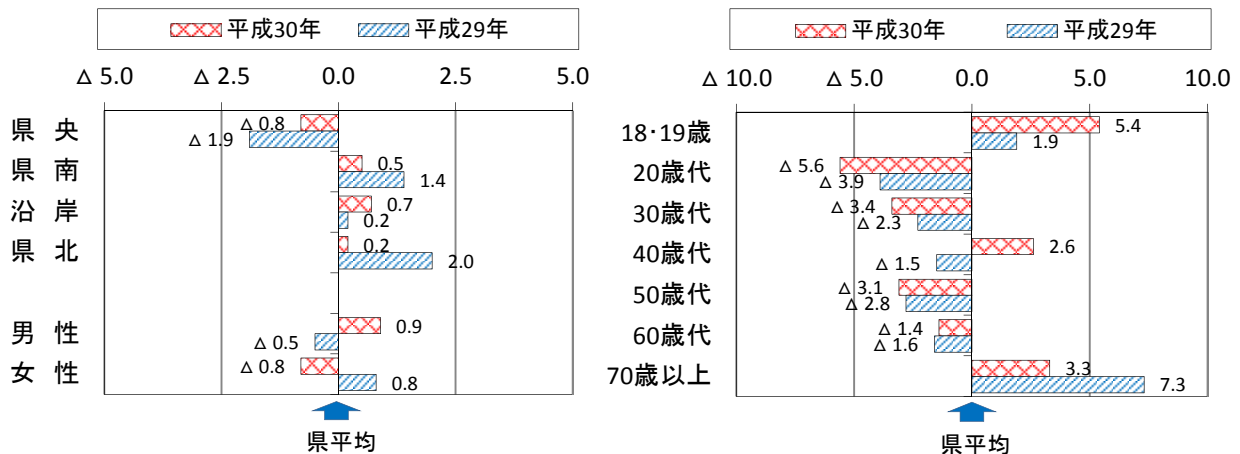 平成30年 平成29年
△ 5.0 △ 2.5 0.0 2.5 5.0
県 央 △ 0.8
△ 1.9
県 南 0.5
1.4
沿 岸 0.7
0.2
県 北 0.2
2.0
男 性 0.9
△ 0.5
女 性 △ 0.8
0.8
県平均
平成30年 平成29年
△ 10.0 △ 5.0 0.0 5.0 10.0
18・19歳 5.4
1.9
20歳代 △ 5.6
△ 3.9
30歳代 △ 3.4
△ 2.3
40歳代 2.6
△ 1.5
50歳代 △ 3.1
△ 2.8
60歳代 △ 1.4
△ 1.6
70歳以上 3.3
7.3
県平均